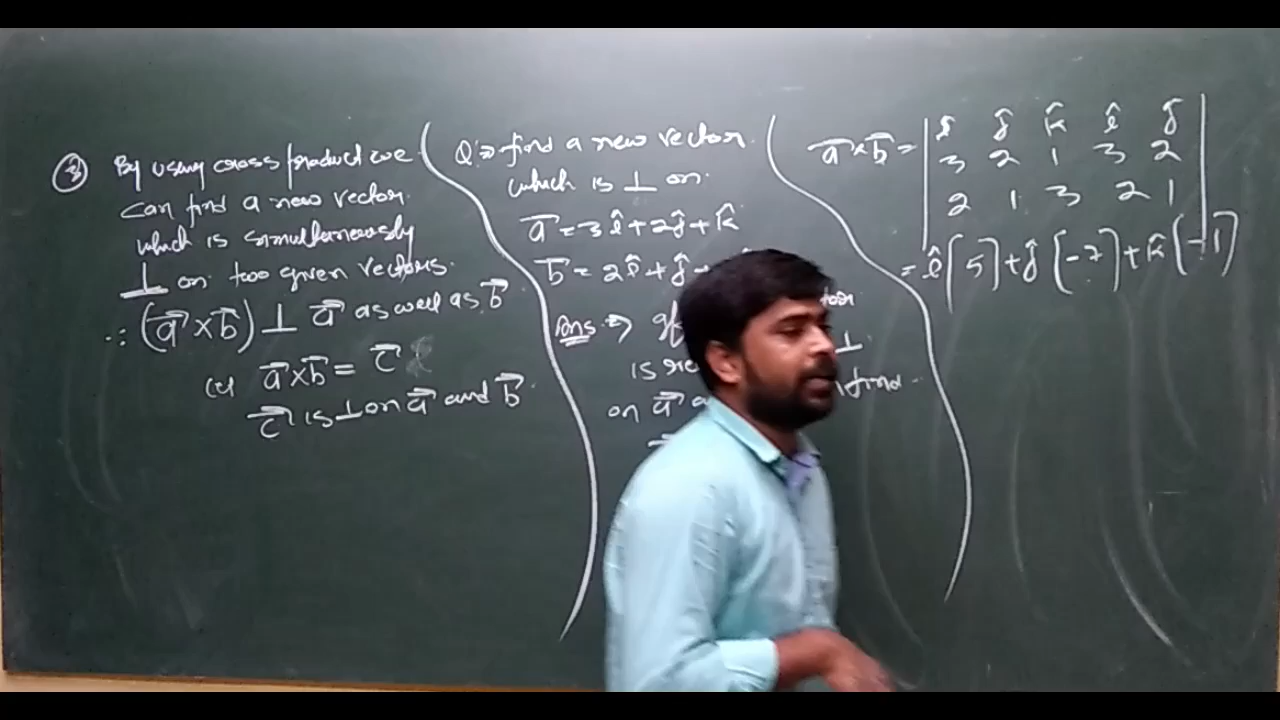 ③ By using cross product we
can find a new vector
which is simultaneously
⊥ on two given vectors.
∴ (a⃗ × b⃗) ⊥ a⃗ as well as b⃗
a⃗ × b⃗ = c⃗
c⃗ is ⊥ on a⃗ and b⃗.
Q. ⇒ find a new vector
which is ⊥ on
a⃗ = 3î + 2ĵ + k̂
b⃗ = 2î + ĵ +
Ans. ⇒
⊥
is
on a⃗ find
a⃗ × b⃗ = | î ĵ k̂ î ĵ |
3 2 1 3 2
2 1 3 2 1
= î [5] + ĵ [-7] + k̂ [-1]